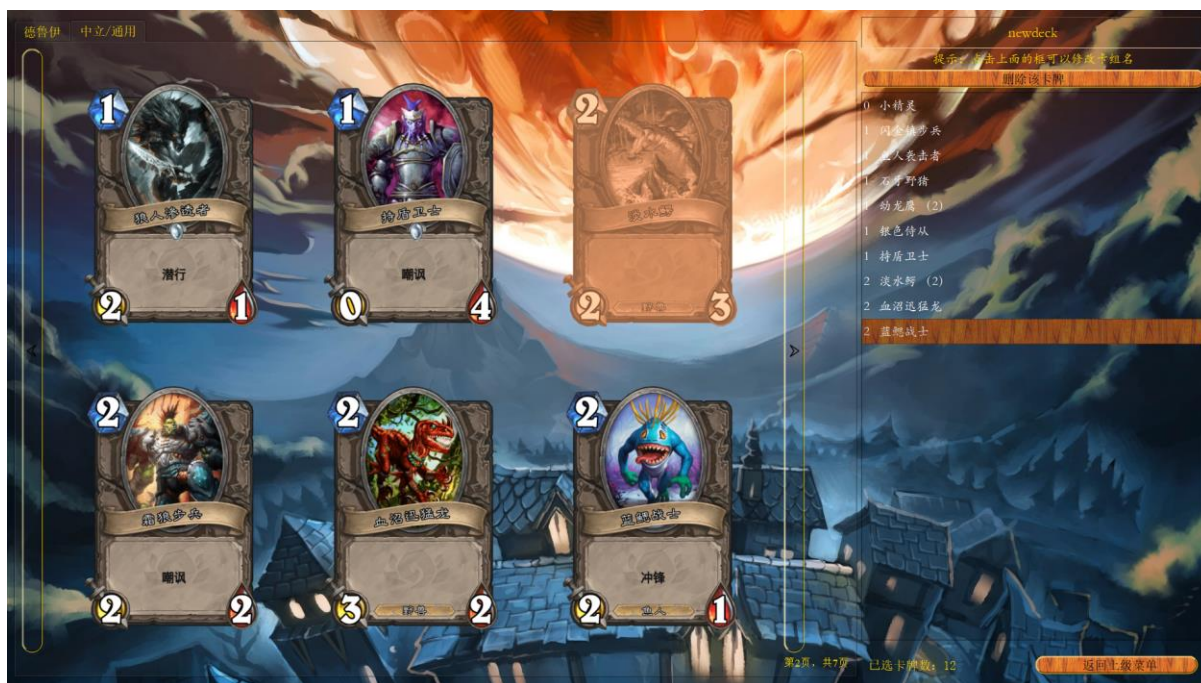 德鲁伊 中立/通用
1
狼人渗透者
潜行
2 1
1
持盾卫士
嘲讽
0 4
2
淡水鳄
野兽
2 3
2
霜狼步兵
嘲讽
2 2
2
血沼迅猛龙
野兽
3 2
2
蓝鳃战士
冲锋
鱼人
2 1
< >
第2页，共7页
newdeck
提示：点击上面的框可以修改卡组名
删除该卡牌
0 小精灵
1 闪金镇步兵
1 鱼人袭击者
1 石牙野猪
1 幼龙鹰 (2)
1 银色侍从
1 持盾卫士
2 淡水鳄 (2)
2 血沼迅猛龙
2 蓝鳃战士
已选卡牌数：12
返回上级菜单